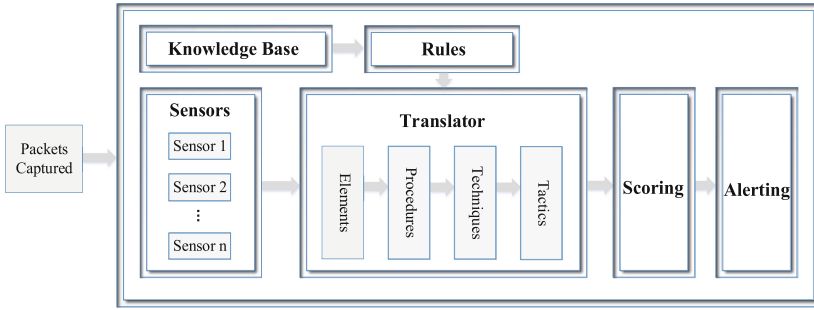 Packets
Captured
Knowledge Base
Rules
Sensors
Sensor 1
Sensor 2
...
Sensor n
Translator
Elements
Procedures
Techniques
Tactics
Scoring
Alerting